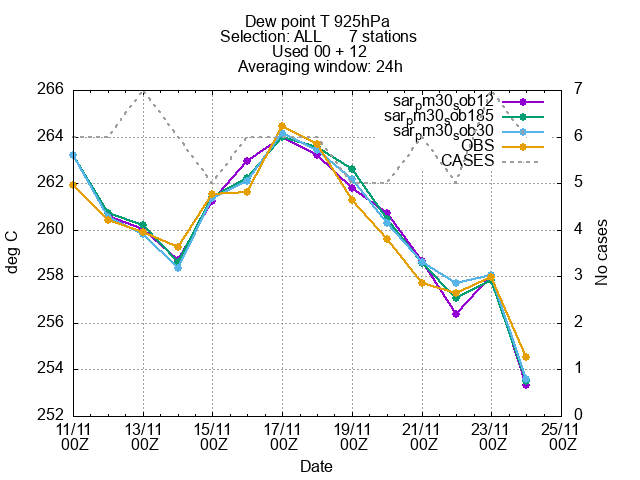 Dew point T 925hPa
Selection: ALL 7 stations
Used 00 + 12
Averaging window: 24h
266
264
262
260
258
256
254
252
7
6
5
4
3
2
1
0
sarpm30sob12
sarpm30sob185
sarpm30sob30
OBS
CASES
deg C
No cases
11/11 13/11 15/11 17/11 19/11 21/11 23/11 25/11
00Z 00Z 00Z 00Z 00Z 00Z 00Z 00Z
Date